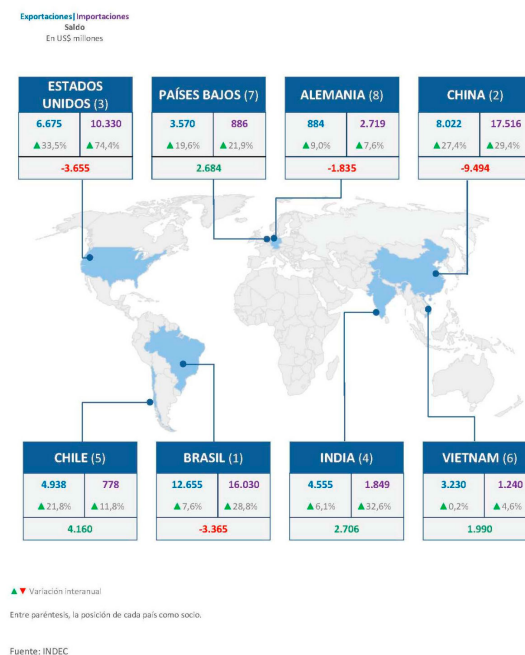 Exportaciones|Importaciones
Saldo
En US$ millones
ESTADOS
UNIDOS (3)
6.675 10.330
▲33,5% ▲74,4%
-3.655
PAÍSES BAJOS (7)
3.570 886
▲19,6% ▲21,9%
2.684
ALEMANIA (8)
884 2.719
▲9,0% ▲7,6%
-1.835
CHINA (2)
8.022 17.516
▲27,4% ▲29,4%
-9.494
CHILE (5)
4.938 778
▲21,8% ▲11,8%
4.160
BRASIL (1)
12.655 16.030
▲7,6% ▲28,8%
-3.365
INDIA (4)
4.555 1.849
▲6,1% ▲32,6%
2.706
VIETNAM (6)
3.230 1.240
▲0,2% ▲4,6%
1.990
▲▼ Variación interanual
Entre paréntesis, la posición de cada país como socio.
Fuente: INDEC